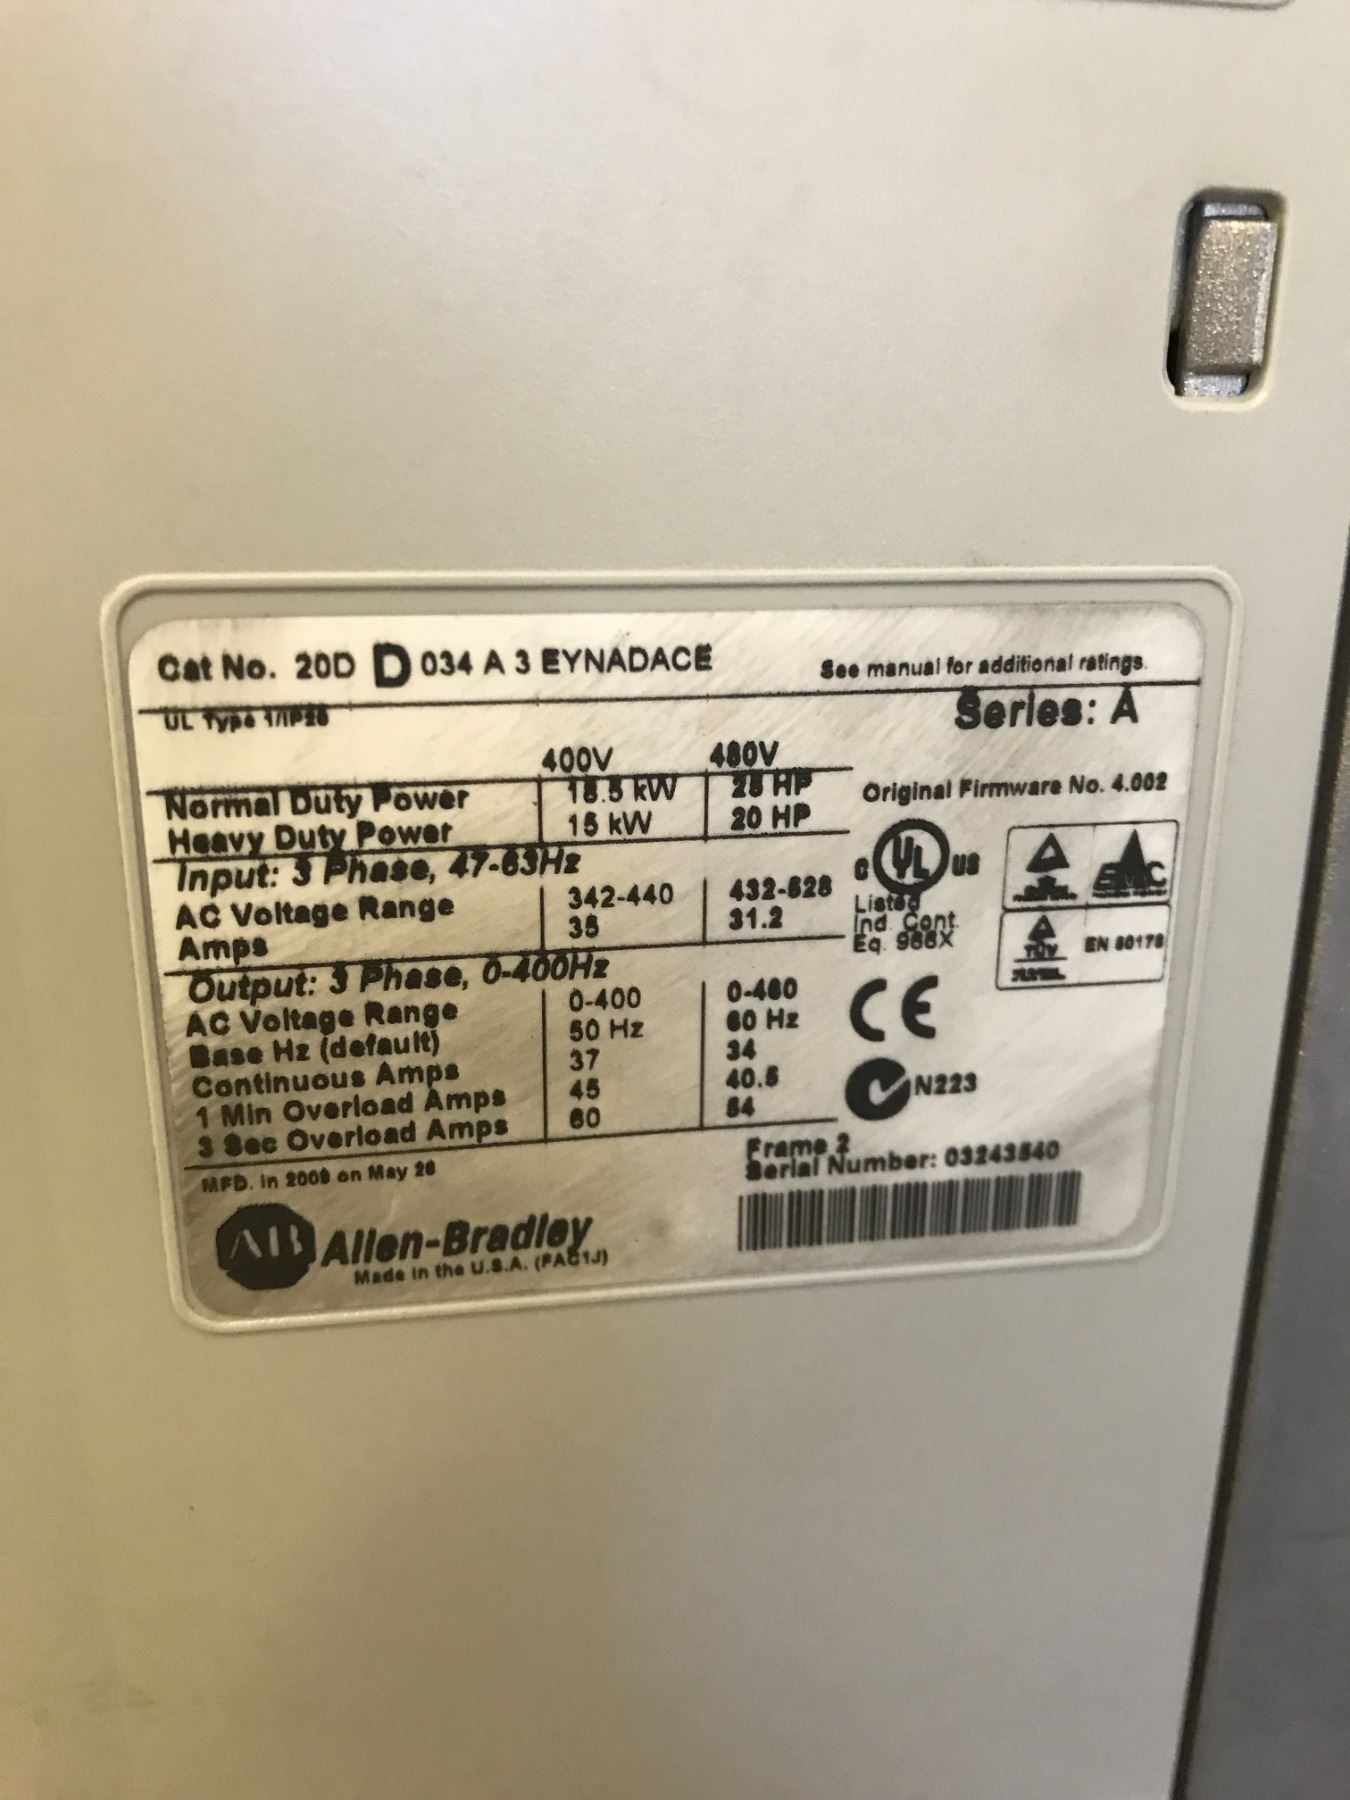 Cat No. 20D D 034 A 3 EYNADACE
See manual for additional ratings.
UL Type 1/IP20
Series: A
400V 480V
Normal Duty Power 18.5 kW 25 HP
Heavy Duty Power 15 kW 20 HP
Original Firmware No. 4.002
Input: 3 Phase, 47-63Hz
AC Voltage Range 342-440 432-528
Amps 35 31.2
C UL US
Listed
Ind. Cont.
Eq. 966X
EMC
TÜV
EN 50178
Output: 3 Phase, 0-400Hz
AC Voltage Range 0-400 0-460
Base Hz (default) 50 Hz 60 Hz
Continuous Amps 37 34
1 Min Overload Amps 45 40.5
3 Sec Overload Amps 60 54
CE
N223
Frame 2
Serial Number: 03243540
MFD. in 2009 on May 26
AB Allen-Bradley
Made in the U.S.A. (FAC1J)